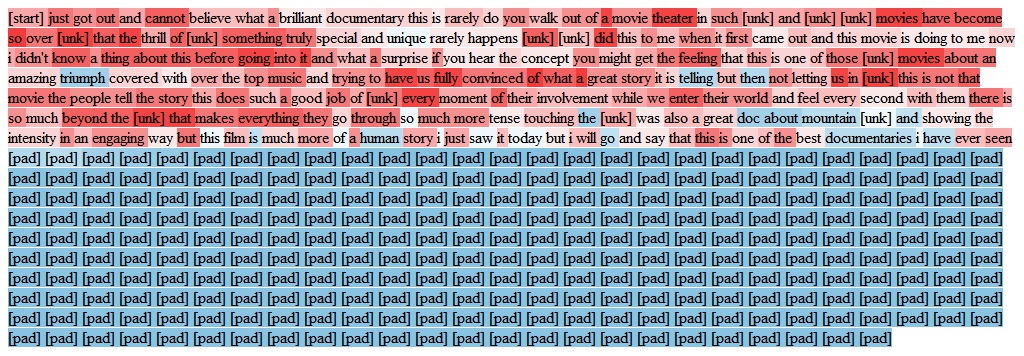 [start] just got out and cannot believe what a brilliant documentary this is rarely do you walk out of a movie theater in such [unk] and [unk] [unk] movies have become
so over [unk] that the thrill of [unk] something truly special and unique rarely happens [unk] [unk] did this to me when it first came out and this movie is doing to me now
i didn't know a thing about this before going into it and what a surprise if you hear the concept you might get the feeling that this is one of those [unk] movies about an
amazing triumph covered with over the top music and trying to have us fully convinced of what a great story it is telling but then not letting us in [unk] this is not that
movie the people tell the story this does such a good job of [unk] every moment of their involvement while we enter their world and feel every second with them there is
so much beyond the [unk] that makes everything they go through so much more tense touching the [unk] was also a great doc about mountain [unk] and showing the
intensity in an engaging way but this film is much more of a human story i just saw it today but i will go and say that this is one of the best documentaries i have ever seen
[pad] [pad] [pad] [pad] [pad] [pad] [pad] [pad] [pad] [pad] [pad] [pad] [pad] [pad] [pad] [pad] [pad] [pad] [pad] [pad] [pad] [pad] [pad] [pad] [pad] [pad]
[pad] [pad] [pad] [pad] [pad] [pad] [pad] [pad] [pad] [pad] [pad] [pad] [pad] [pad] [pad] [pad] [pad] [pad] [pad] [pad] [pad] [pad] [pad] [pad] [pad] [pad]
[pad] [pad] [pad] [pad] [pad] [pad] [pad] [pad] [pad] [pad] [pad] [pad] [pad] [pad] [pad] [pad] [pad] [pad] [pad] [pad] [pad] [pad] [pad] [pad] [pad] [pad]
[pad] [pad] [pad] [pad] [pad] [pad] [pad] [pad] [pad] [pad] [pad] [pad] [pad] [pad] [pad] [pad] [pad] [pad] [pad] [pad] [pad] [pad] [pad] [pad] [pad] [pad]
[pad] [pad] [pad] [pad] [pad] [pad] [pad] [pad] [pad] [pad] [pad] [pad] [pad] [pad] [pad] [pad] [pad] [pad] [pad] [pad] [pad] [pad] [pad] [pad] [pad] [pad]
[pad] [pad] [pad] [pad] [pad] [pad] [pad] [pad] [pad] [pad] [pad] [pad] [pad] [pad] [pad] [pad] [pad] [pad] [pad] [pad] [pad] [pad] [pad] [pad] [pad] [pad]
[pad] [pad] [pad] [pad] [pad] [pad] [pad] [pad] [pad] [pad] [pad] [pad] [pad] [pad] [pad] [pad] [pad] [pad] [pad] [pad] [pad] [pad] [pad] [pad] [pad] [pad]
[pad] [pad] [pad] [pad] [pad] [pad] [pad] [pad] [pad] [pad] [pad] [pad] [pad] [pad] [pad] [pad] [pad] [pad] [pad] [pad] [pad] [pad] [pad] [pad] [pad] [pad]
[pad] [pad] [pad] [pad] [pad] [pad] [pad] [pad] [pad] [pad] [pad] [pad] [pad] [pad] [pad] [pad] [pad] [pad] [pad] [pad] [pad] [pad] [pad] [pad] [pad] [pad]
[pad] [pad] [pad] [pad] [pad] [pad] [pad] [pad] [pad] [pad] [pad] [pad] [pad] [pad] [pad] [pad] [pad] [pad] [pad] [pad] [pad] [pad] [pad]